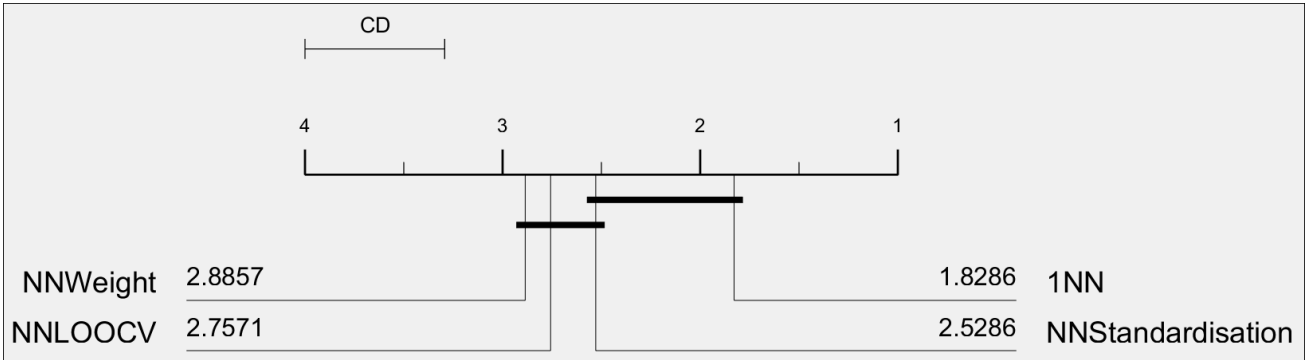 CD
4 3 2 1
NNWeight 2.8857 1.8286 1NN
NNLOOCV 2.7571 2.5286 NNStandardisation